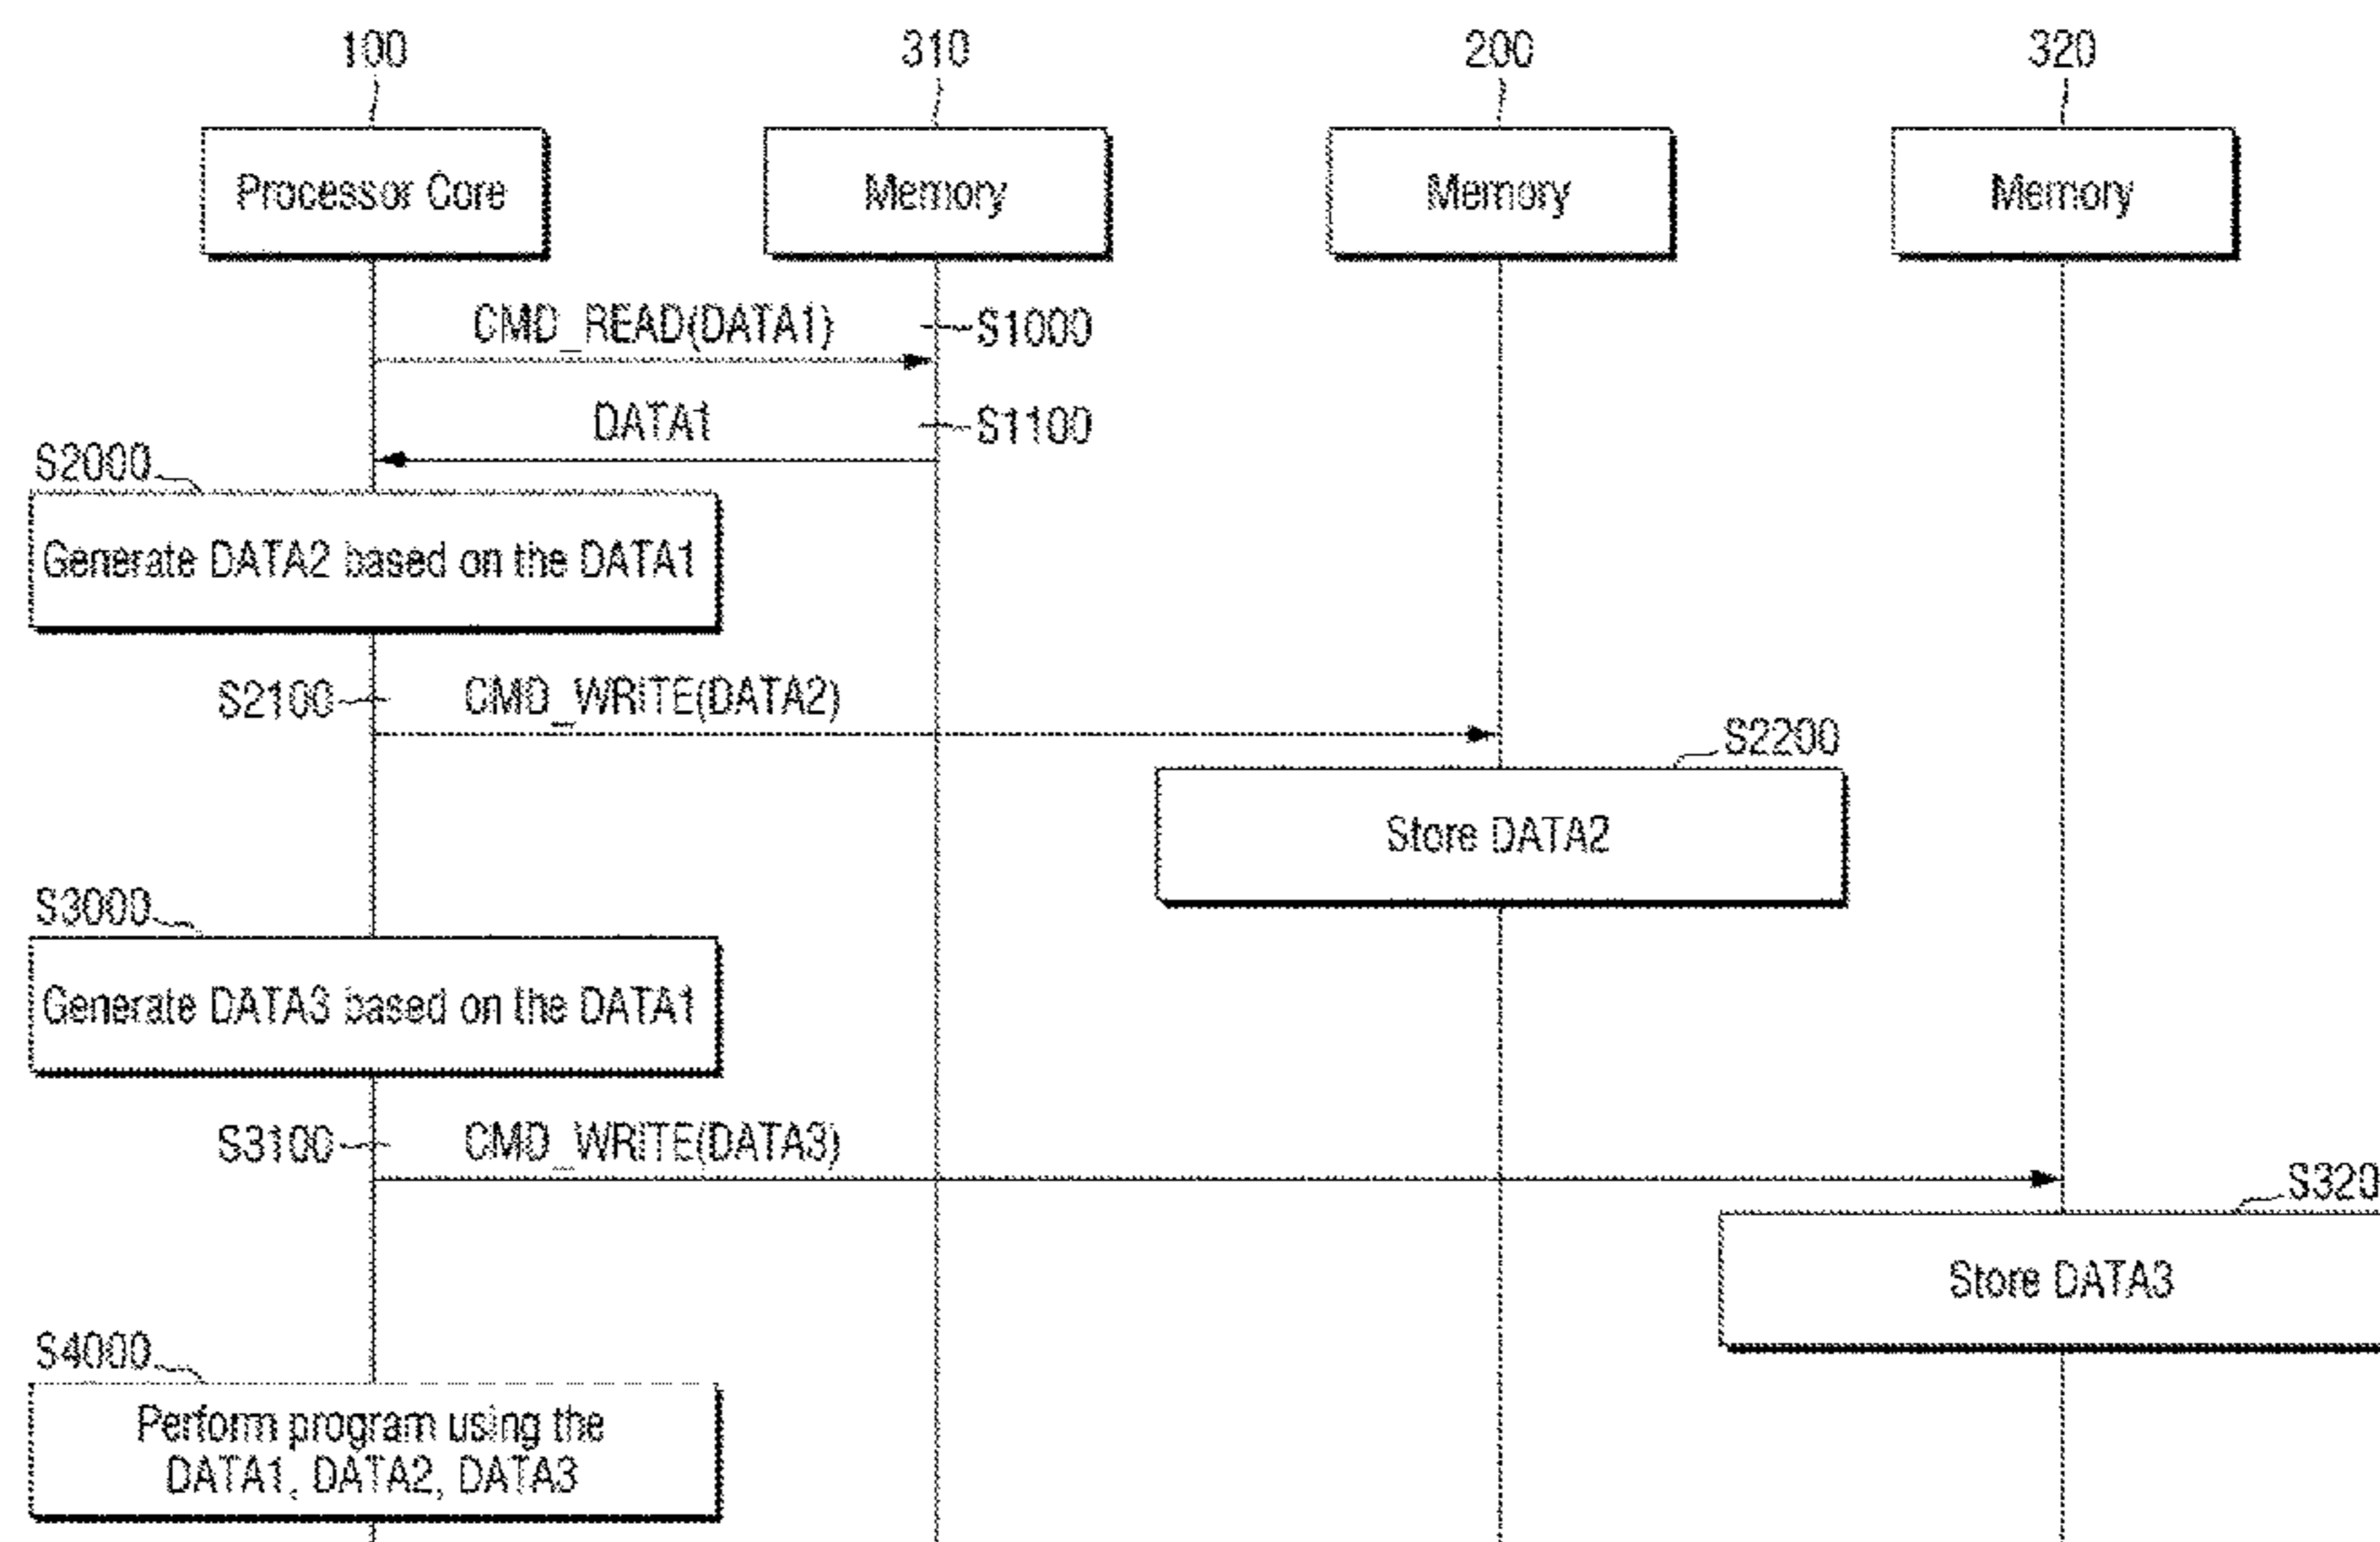 100
310
200
320
Processor Core
Memory
Memory
Memory
CMD_READ(DATA1)
S1000
DATA1
S1100
S2000
Generate DATA2 based on the DATA1
S2100
CMD_WRITE(DATA2)
S2200
Store DATA2
S3000
Generate DATA3 based on the DATA1
S3100
CMD_WRITE(DATA3)
S320
Store DATA3
S4000
Perform program using the
DATA1, DATA2, DATA3